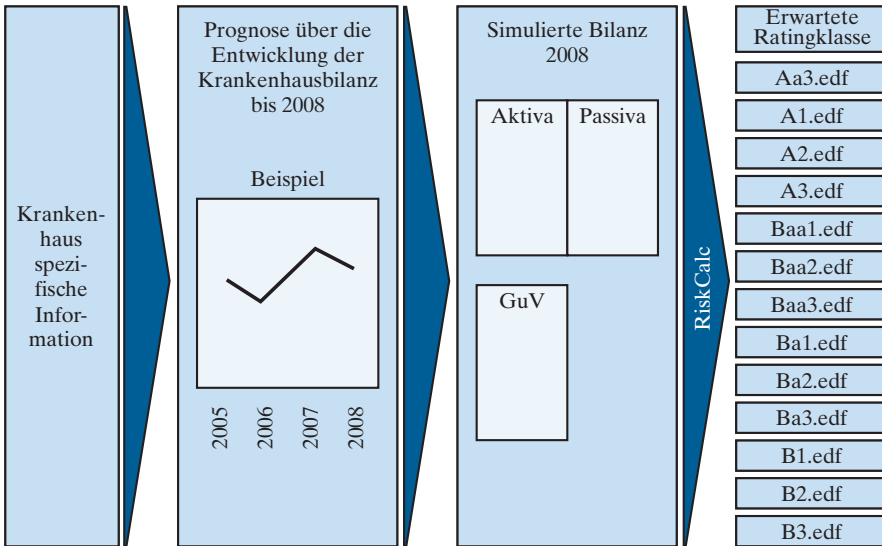 Kranken-
haus
spezi-
fische
Infor-
mation
Prognose über die
Entwicklung der
Krankenhausbilanz
bis 2008
Beispiel
2005
2006
2007
2008
Simulierte Bilanz
2008
Aktiva
Passiva
GuV
RiskCalc
Erwartete
Ratingklasse
Aa3.edf
A1.edf
A2.edf
A3.edf
Baa1.edf
Baa2.edf
Baa3.edf
Ba1.edf
Ba2.edf
Ba3.edf
B1.edf
B2.edf
B3.edf